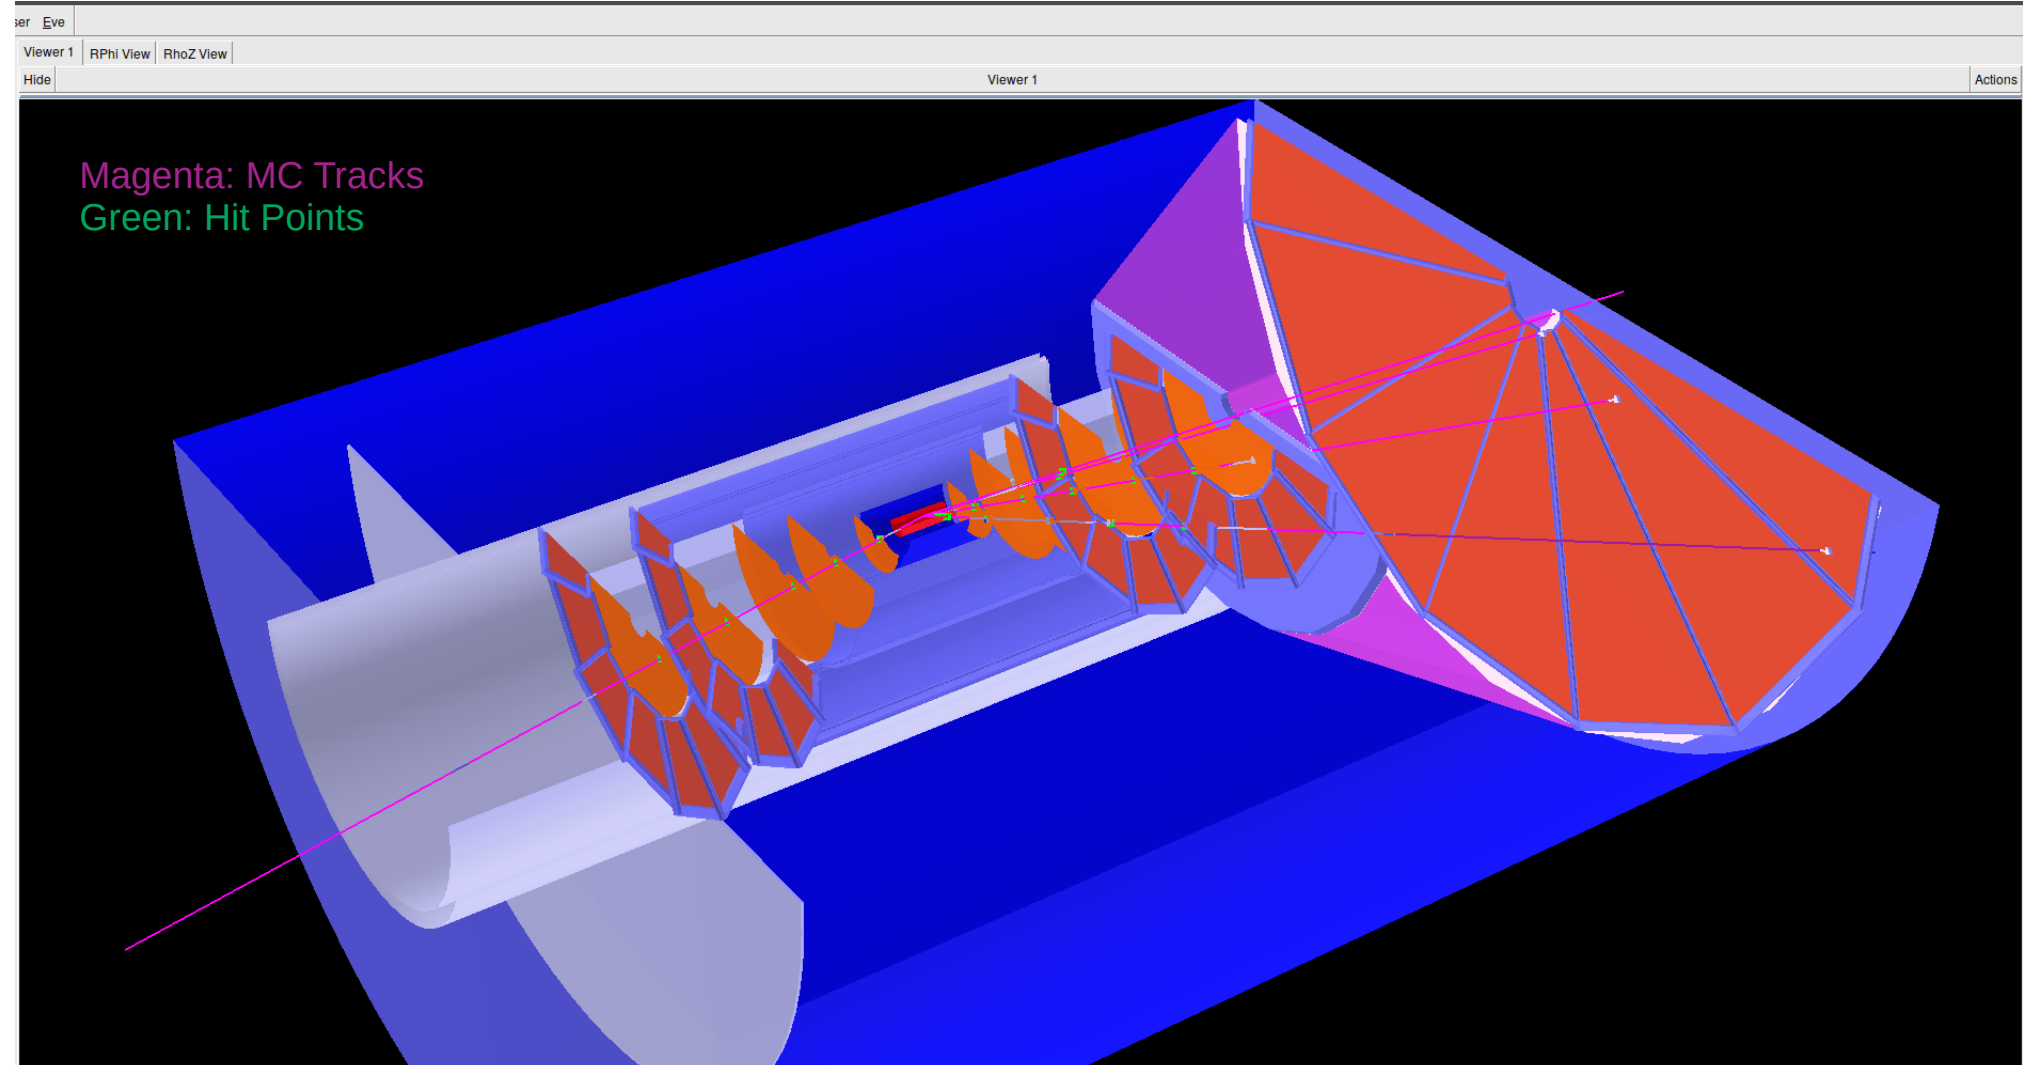 ser Eve
Viewer 1 RPhi View RhoZ View
Hide Viewer 1 Actions
Magenta: MC Tracks
Green: Hit Points